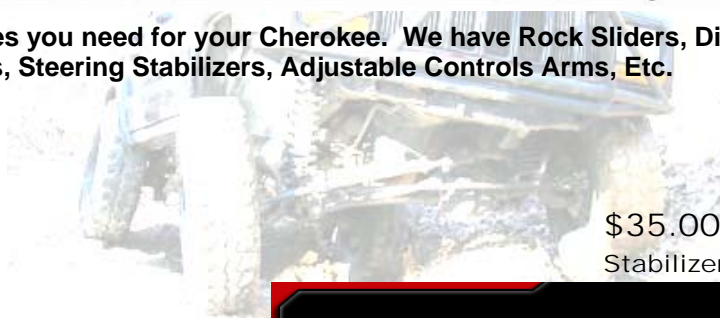 es you need for your Cherokee.  We have Rock Sliders, Di
s, Steering Stabilizers, Adjustable Controls Arms, Etc.
$35.00
Stabilizer